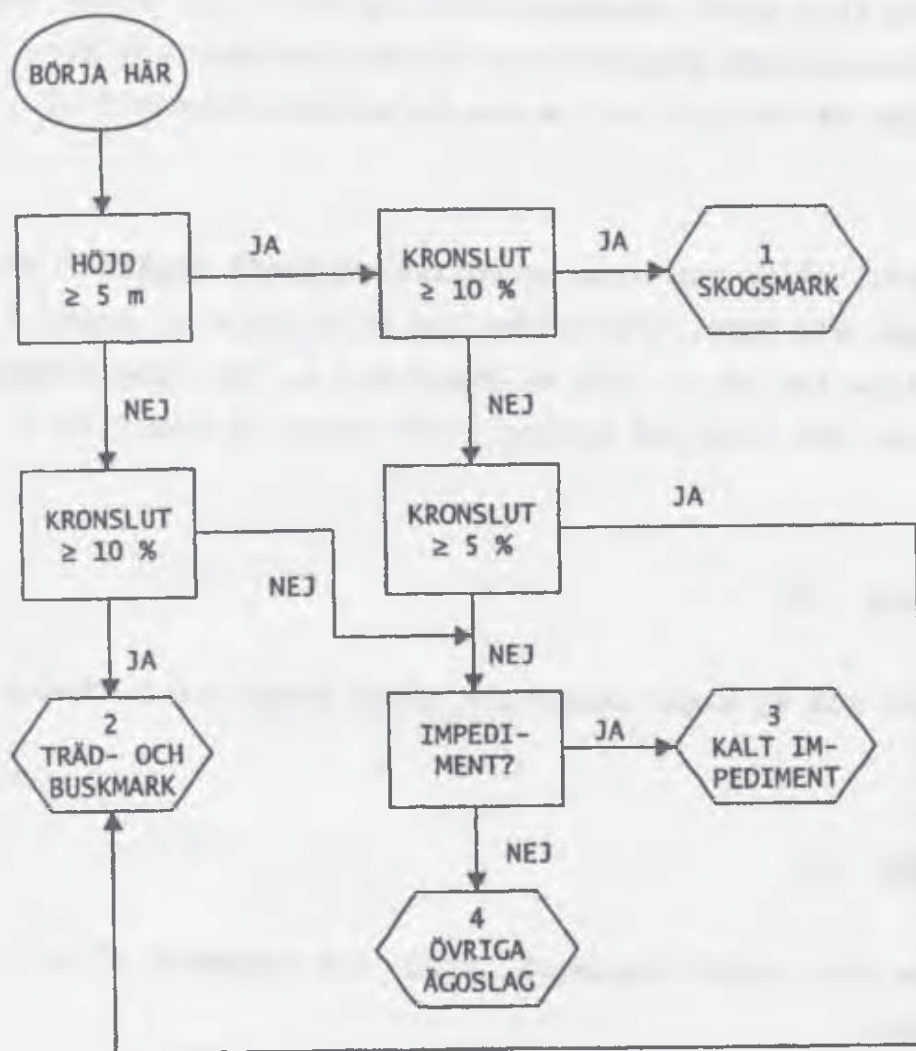 BÖRJA HÄR
HÖJD
≥ 5 m
JA
KRONSLUT
≥ 10 %
JA
1
SKOGSMARK
NEJ
NEJ
KRONSLUT
≥ 10 %
NEJ
KRONSLUT
≥ 5 %
JA
JA
NEJ
2
TRÄD- OCH
BUSKMARK
IMPEDI-
MENT?
JA
3
KALT IM-
PEDIMENT
NEJ
4
ÖVRIGA
ÄGOSLAG